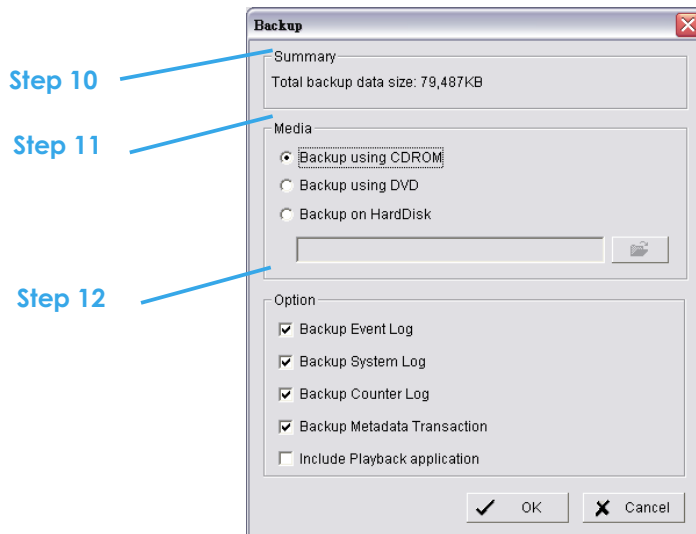 Backup
Summary
Step 10
Total backup data size: 79,487KB
Media
Step 11
Backup using CDROM
Backup using DVD
Backup on HardDisk
Step 12
Option
Backup Event Log
Backup System Log
Backup Counter Log
Backup Metadata Transaction
Include Playback application
OK
Cancel